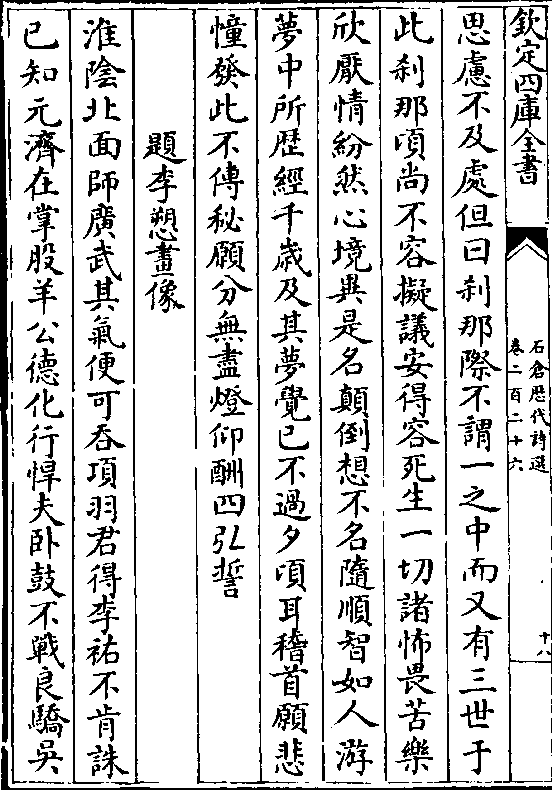 欽定四庫全書
石倉歴代詩選
卷二百二十六
十八
思慮不及處但曰刹那際不謂一之中而又有三世于
此刹那頃尚不容擬議安得容死生一切諸怖畏苦樂
欣厭情紛然心境異是名顛倒想不名隨順智如人游
夢中所歴經千歳及其夢覺已不過夕頃耳稽首願悲
憧發此不傳秘願分無盡燈仰酬四弘誓
題李愬畫像
淮陰北面師廣武其氣便可吞項羽君得李祐不肯誅
已知元濟在掌股羊公德化行悍夫卧鼓不戰良驕吳